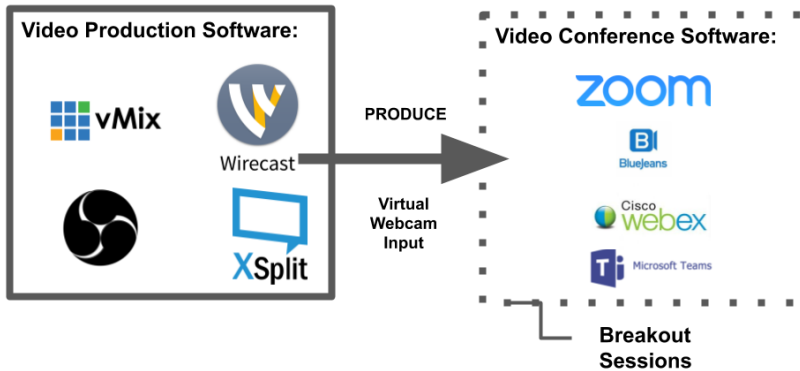 Video Production Software:
vMix
Wirecast
XSplit
PRODUCE
Virtual
Webcam
Input
Video Conference Software:
zoom
B
BlueJeans
Cisco
webex
T
Microsoft Teams
Breakout
Sessions